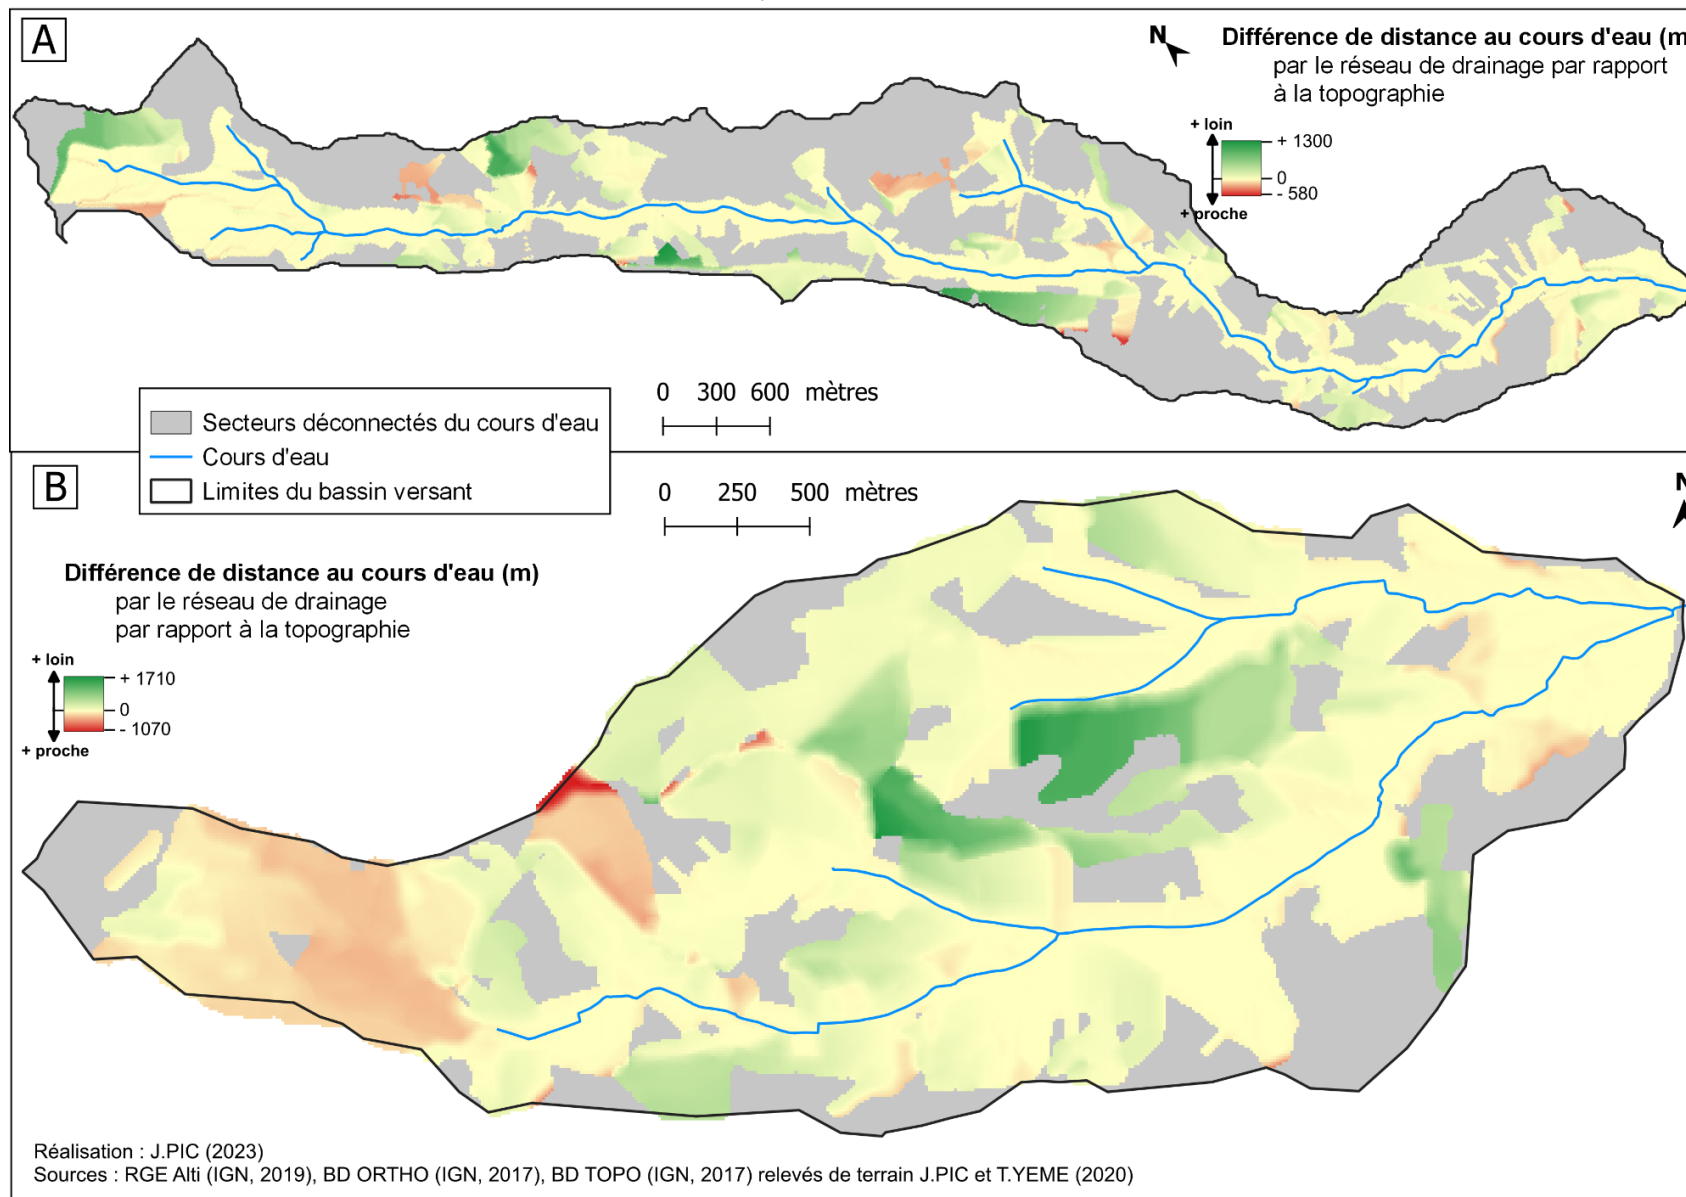 A
N
Différence de distance au cours d'eau (m
par le réseau de drainage par rapport
à la topographie
+ loin
+ 1300
0
- 580
+ proche
0 300 600 mètres
Secteurs déconnectés du cours d'eau
Cours d'eau
Limites du bassin versant
B
0 250 500 mètres
N
Différence de distance au cours d'eau (m)
par le réseau de drainage
par rapport à la topographie
+ loin
+ 1710
0
- 1070
+ proche
Réalisation : J.PIC (2023)
Sources : RGE Alti (IGN, 2019), BD ORTHO (IGN, 2017), BD TOPO (IGN, 2017) relevés de terrain J.PIC et T.YEME (2020)